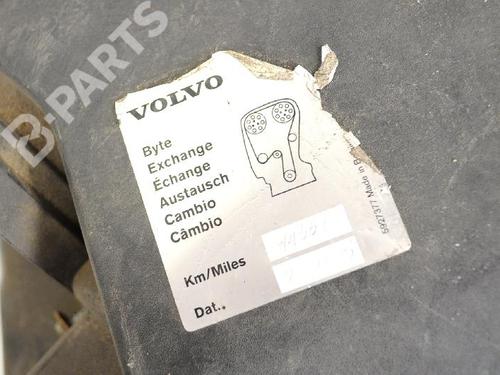 B-PARTS
VOLVO
Byte
Exchange
Échange
Austausch
Cambio
Câmbio
Km/Miles
Dat..
5927377 Made in B